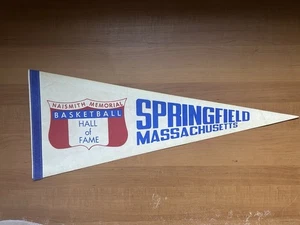 NAISMITH MEMORIAL
BASKETBALL
HALL
of
FAME
SPRINGFIELD
MASSACHUSETTS